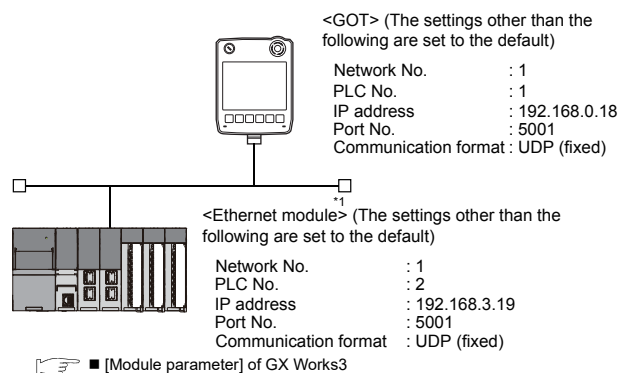 <GOT> (The settings other than the
following are set to the default)
Network No. : 1
PLC No. : 1
IP address : 192.168.0.18
Port No. : 5001
Communication format : UDP (fixed)
*1
<Ethernet module> (The settings other than the
following are set to the default)
Network No. : 1
PLC No. : 2
IP address : 192.168.3.19
Port No. : 5001
Communication format : UDP (fixed)
■ [Module parameter] of GX Works3